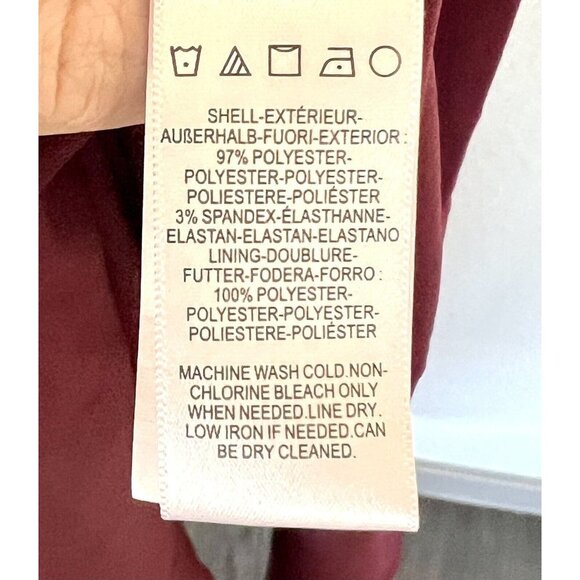 SHELL-EXTÉRIEUR-
AUßERHALB-FUORI-EXTERIOR :
97% POLYESTER-
POLYESTER-POLYESTER-
POLIESTERE-POLIÉSTER
3% SPANDEX-ÉLASTHANNE-
ELASTAN-ELASTAN-ELASTANO
LINING-DOUBLURE-
FUTTER-FODERA-FORRO :
100% POLYESTER-
POLYESTER-POLYESTER-
POLIESTERE-POLIÉSTER
MACHINE WASH COLD.NON-
CHLORINE BLEACH ONLY
WHEN NEEDED.LINE DRY.
LOW IRON IF NEEDED.CAN
BE DRY CLEANED.